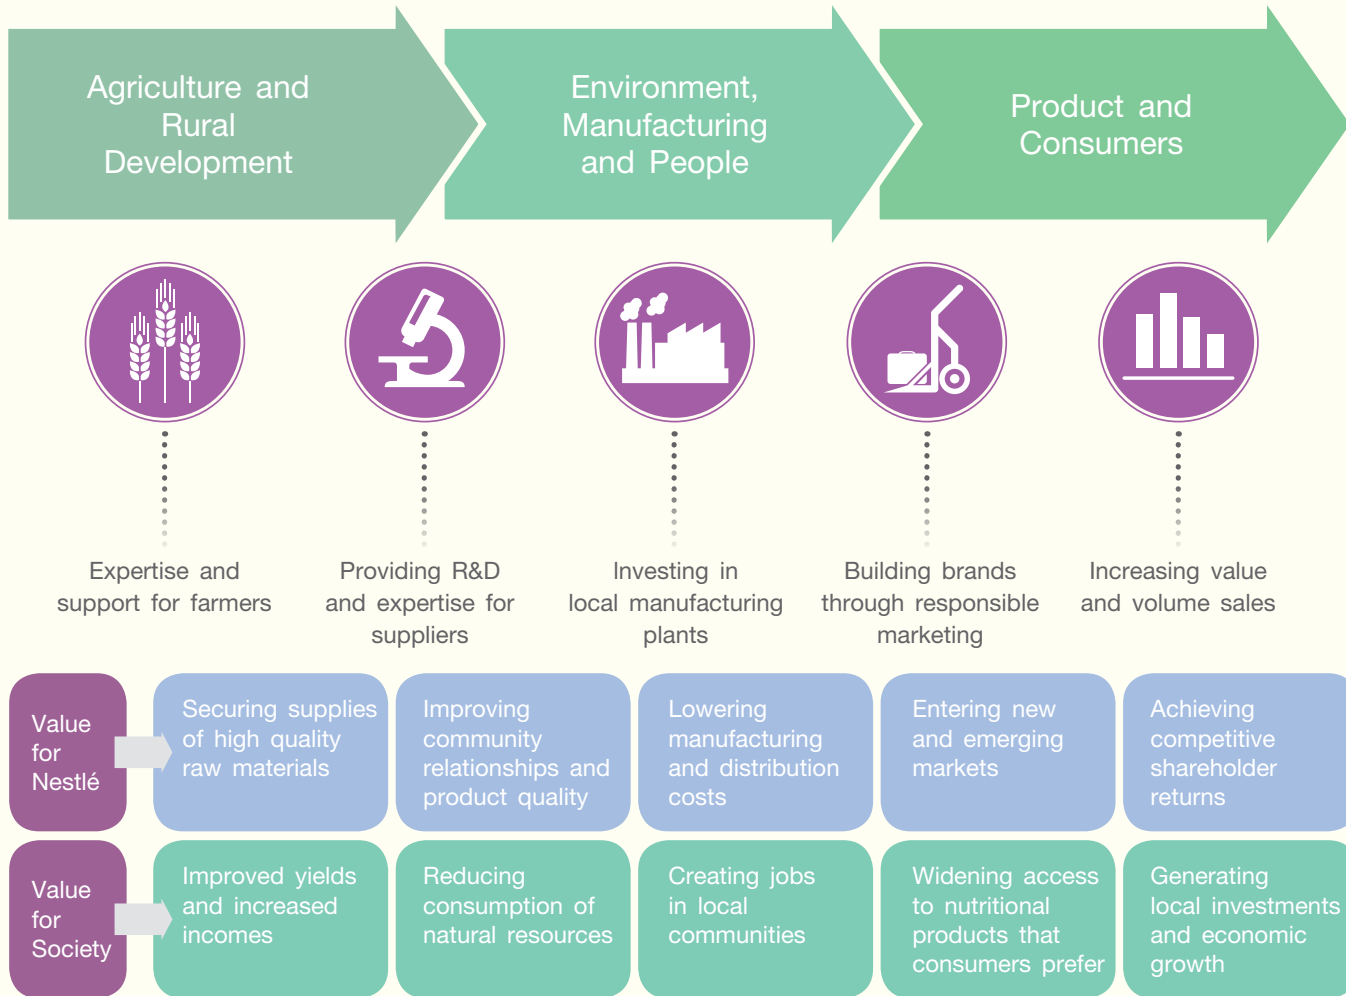 Agriculture and
Rural
Development
Environment,
Manufacturing
and People
Product and
Consumers
Expertise and
support for farmers
Providing R&D
and expertise for
suppliers
Investing in
local manufacturing
plants
Building brands
through responsible
marketing
Increasing value
and volume sales
Value
for
Nestlé
Securing supplies
of high quality
raw materials
Improving
community
relationships and
product quality
Lowering
manufacturing
and distribution
costs
Entering new
and emerging
markets
Achieving
competitive
shareholder
returns
Value
for
Society
Improved yields
and increased
incomes
Reducing
consumption of
natural resources
Creating jobs
in local
communities
Widening access
to nutritional
products that
consumers prefer
Generating
local investments
and economic
growth